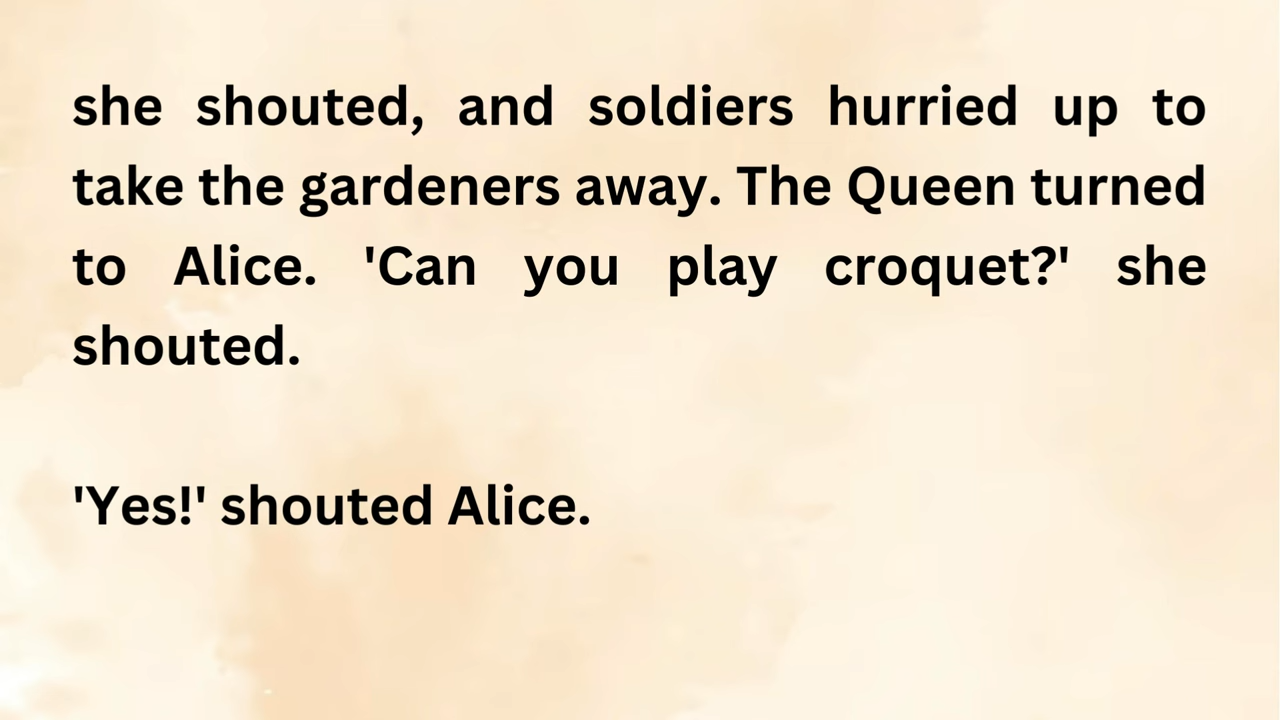 she shouted, and soldiers hurried up to
take the gardeners away. The Queen turned
to Alice. 'Can you play croquet?' she
shouted.
'Yes!' shouted Alice.